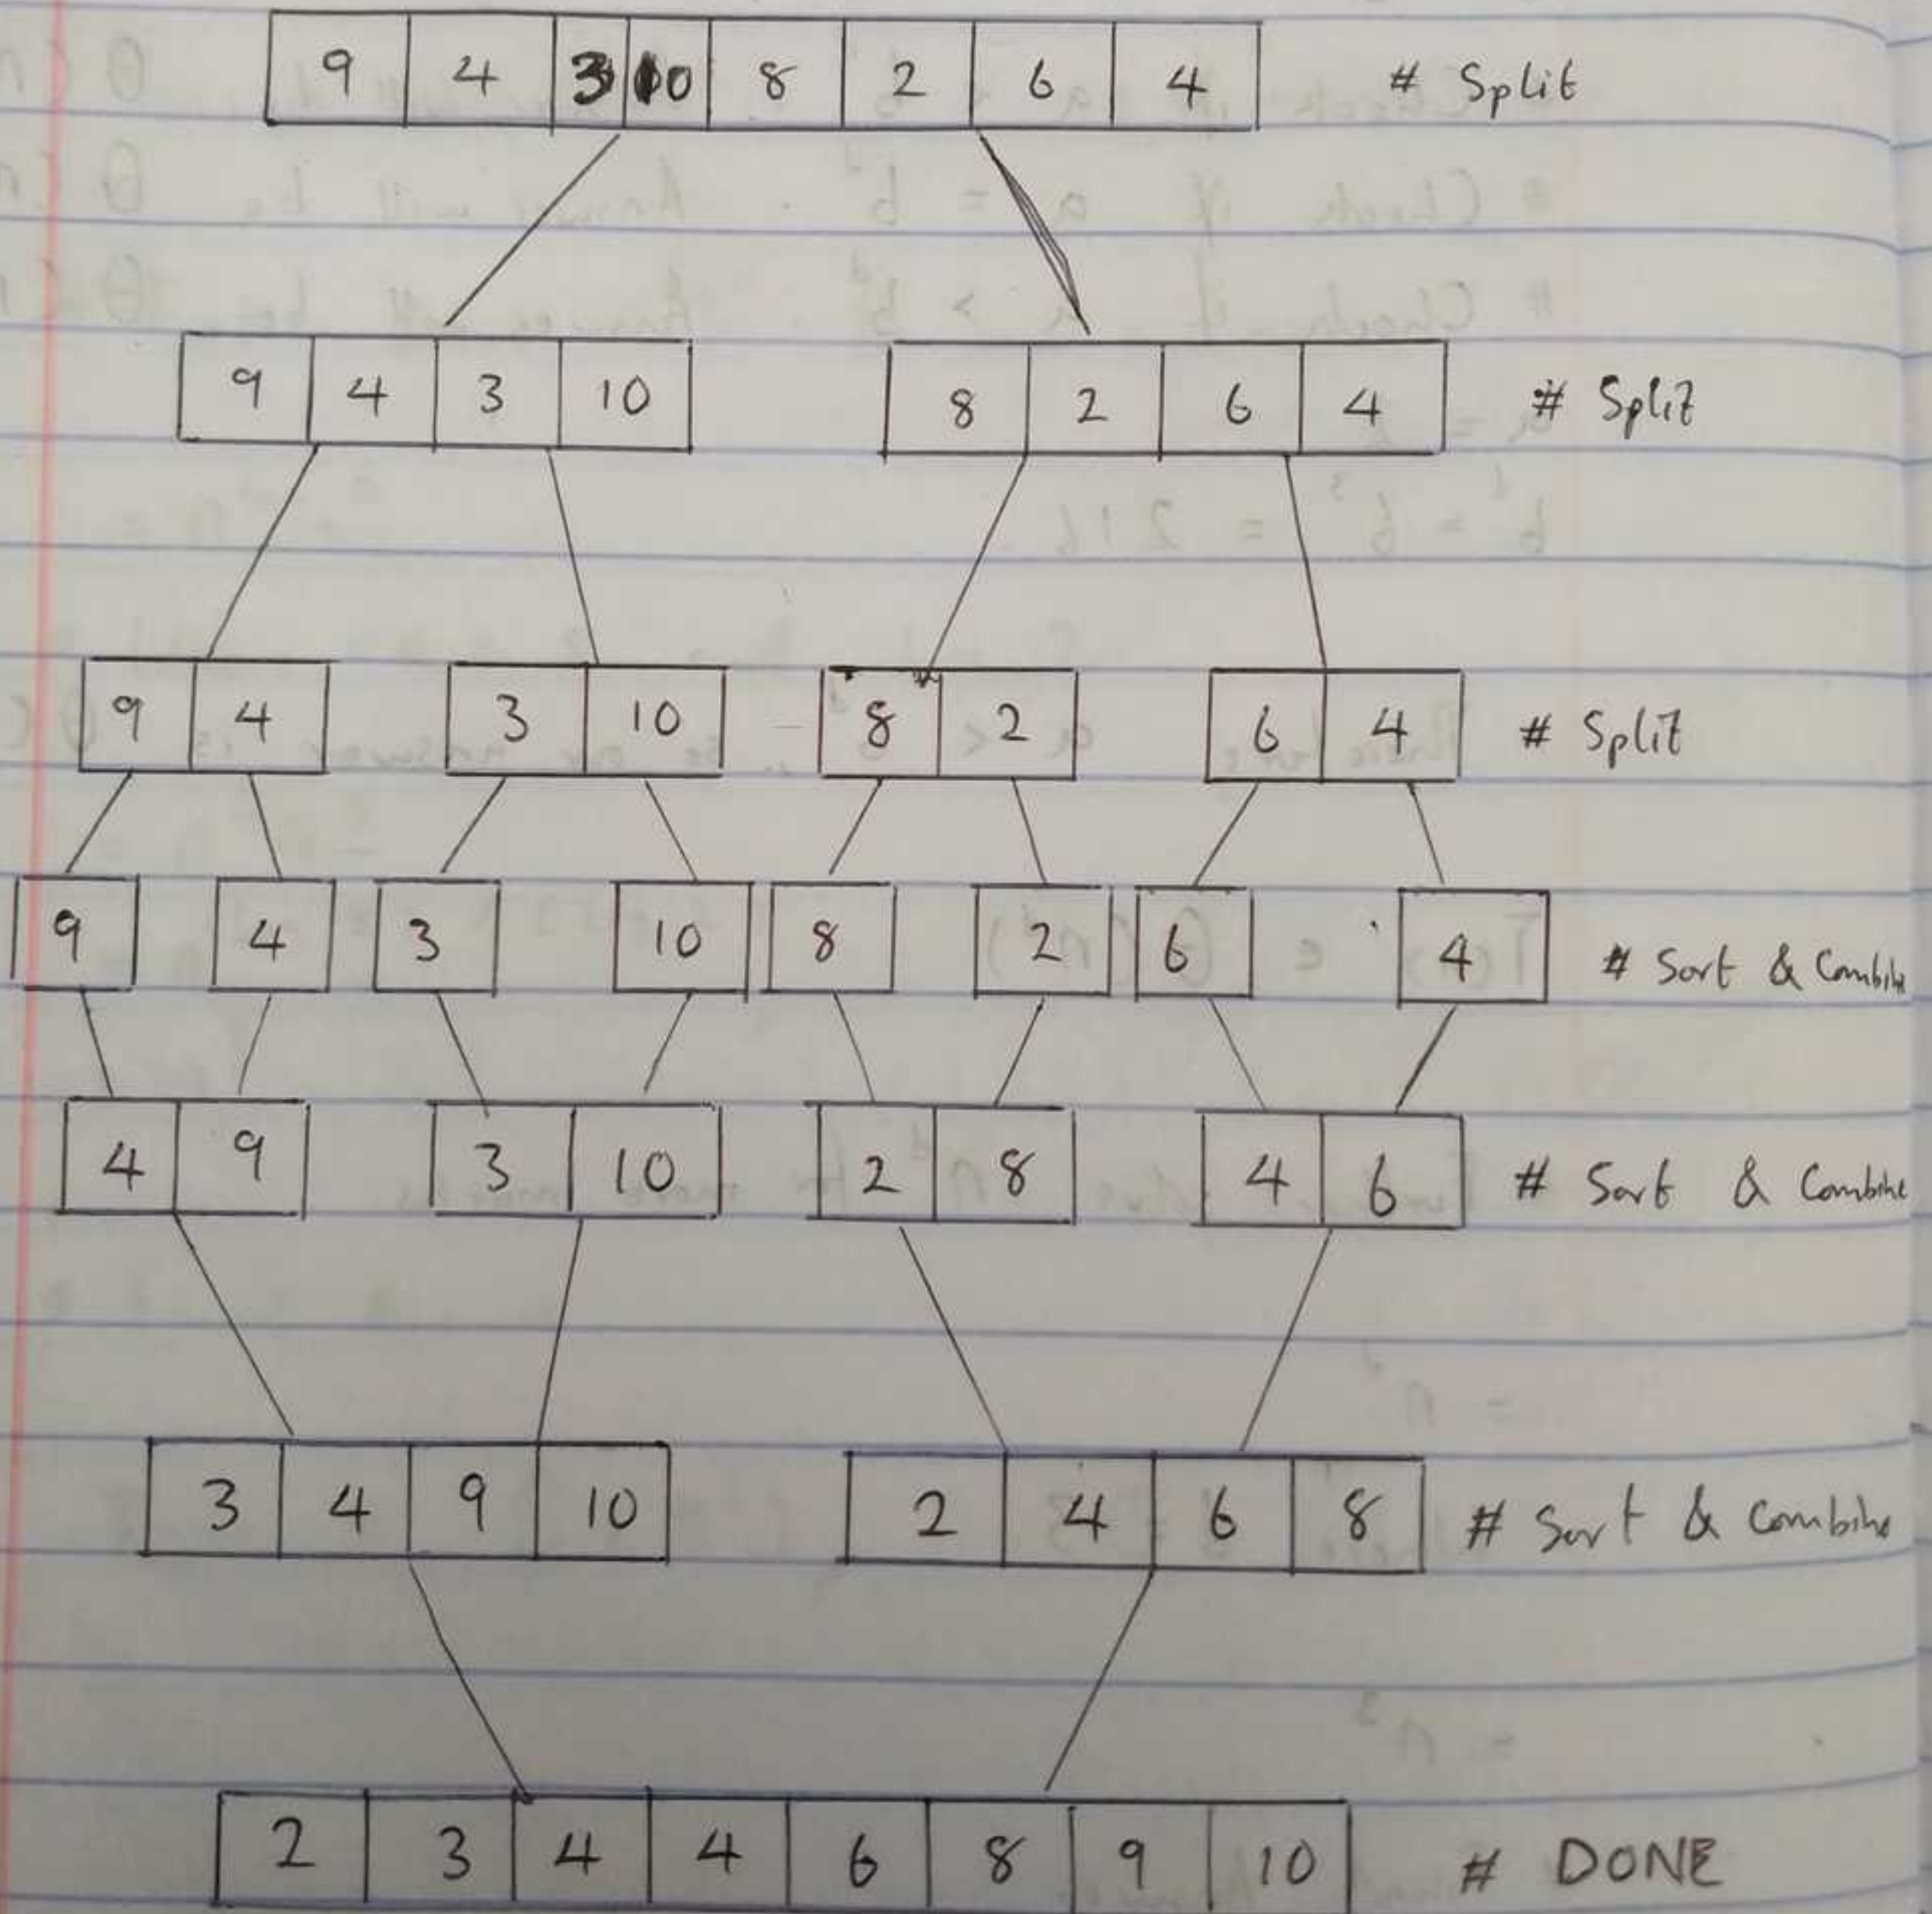 9 4 3 10 8 2 6 4 # Split
9 4 3 10 8 2 6 4 # Split
9 4 3 10 8 2 6 4 # Split
9 4 3 10 8 2 6 4 # Sort & Combine
4 9 3 10 2 8 4 6 # Sort & Combine
3 4 9 10 2 4 6 8 # Sort & Combine
2 3 4 4 6 8 9 10 # DONE